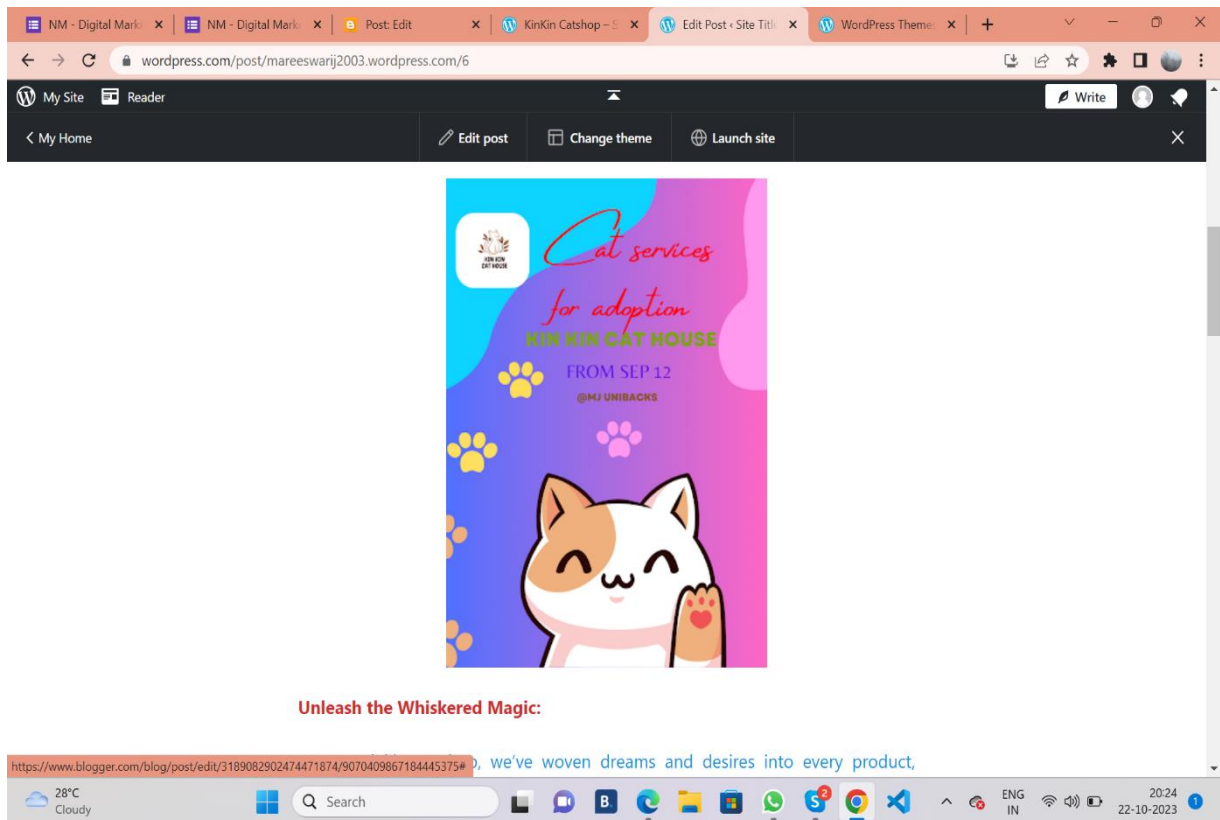 NM - Digital Mark
NM - Digital Mark
Post: Edit
KinKin Catshop – S
Edit Post ‹ Site Titl
WordPress Theme
wordpress.com/post/mareeswarij2003.wordpress.com/6
My Site
Reader
Write
My Home
Edit post
Change theme
Launch site
KIN KIN
CAT HOUSE
Cat services
for adoption
KIN KIN CAT HOUSE
FROM SEP 12
@MJ UNIBACKS
Unleash the Whiskered Magic:
we've woven dreams and desires into every product,
https://www.blogger.com/blog/post/edit/3189082902474471874/9070409867184445375#
28°C
Cloudy
Search
B.
2
ENG
IN
20:24
22-10-2023
1